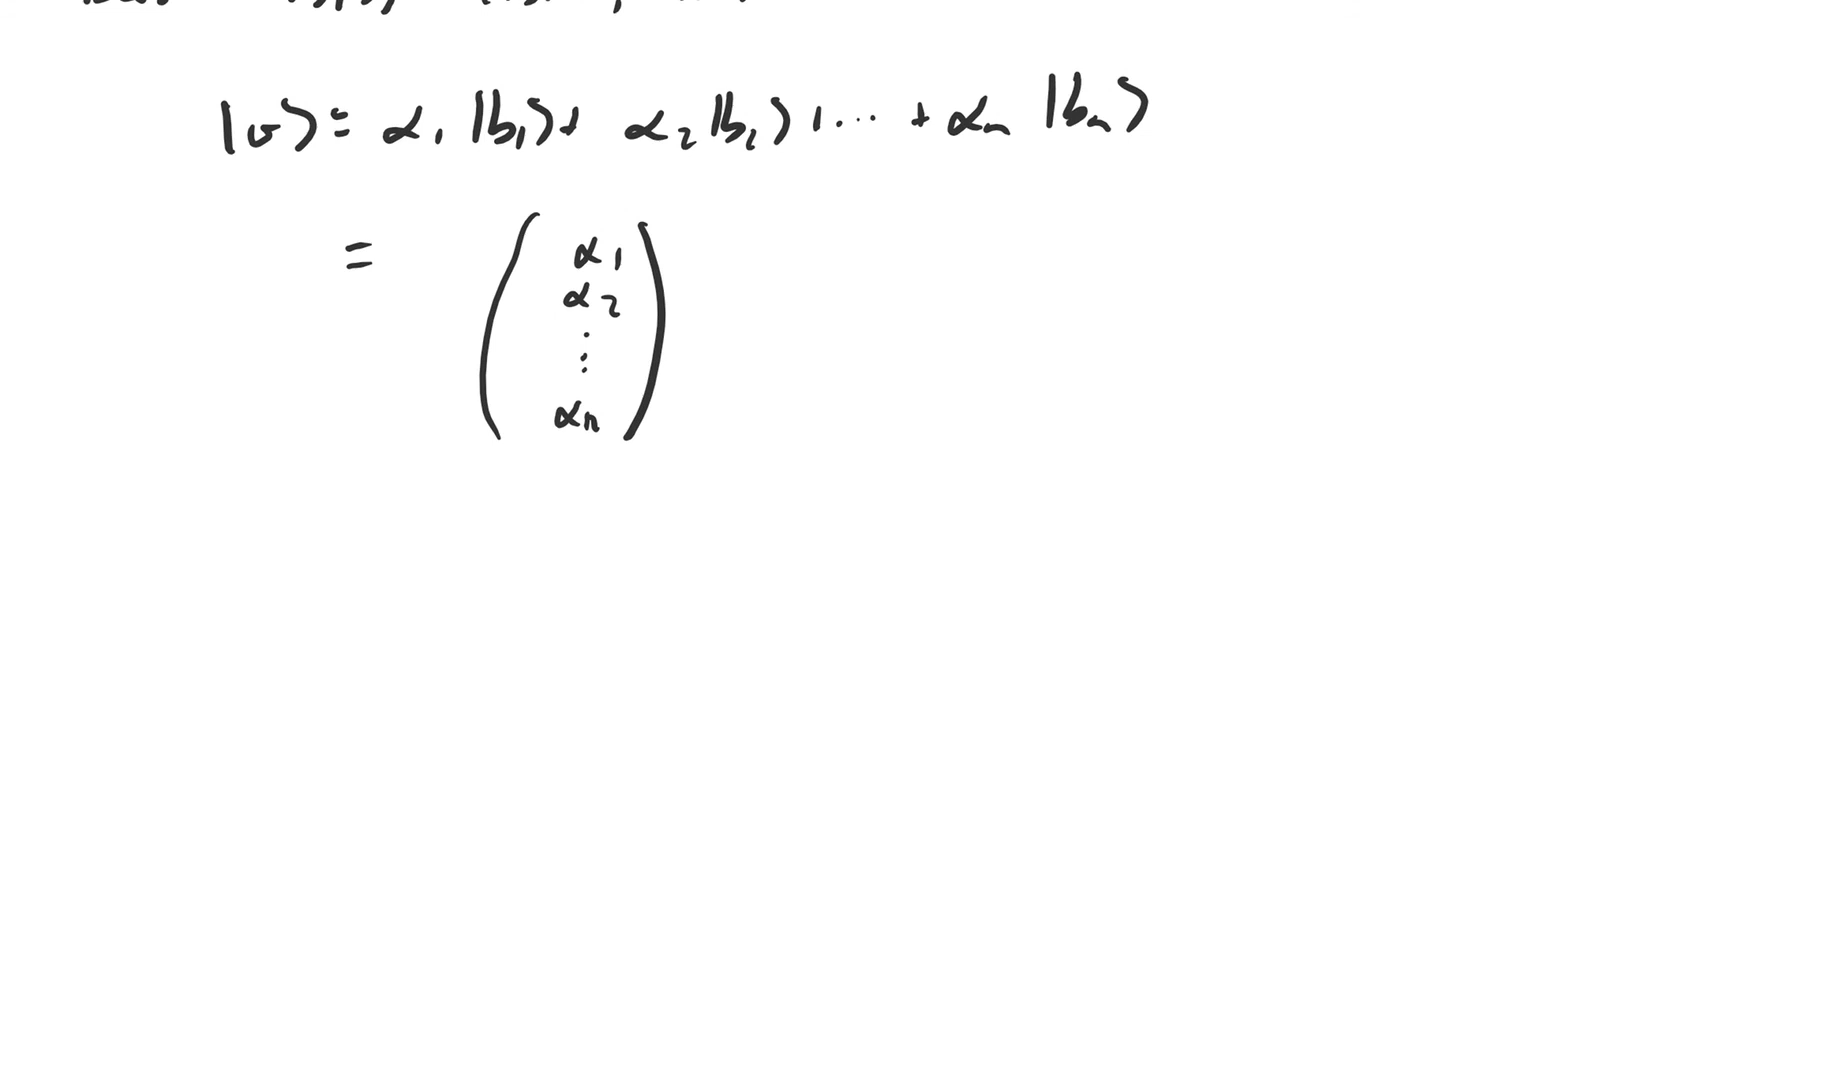 |v⟩ = α₁ |b₁⟩ + α₂ |b₂⟩ + ... + αₙ |bₙ⟩
= ( α₁
α₂
⋮
αₙ )